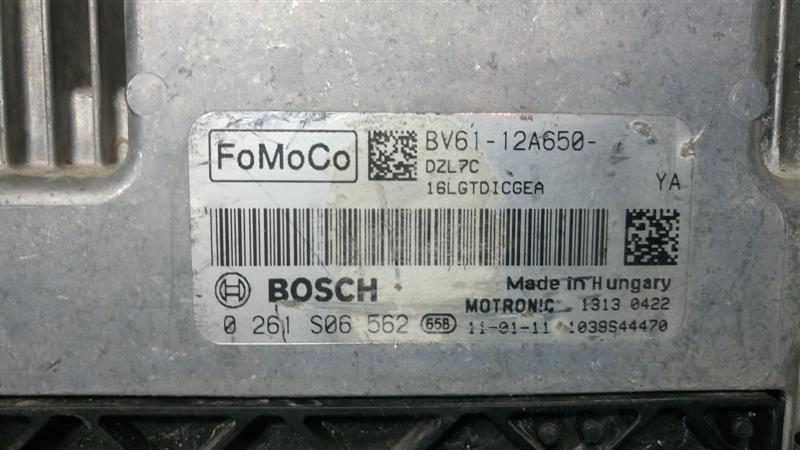 FoMoCo
BV61-12A650-
DZL7C
16LGTDICGEA
YA
BOSCH
Made in Hungary
MOTRONIC 1313 0422
0 261 S06 562 658 11-01-11 1039S44470